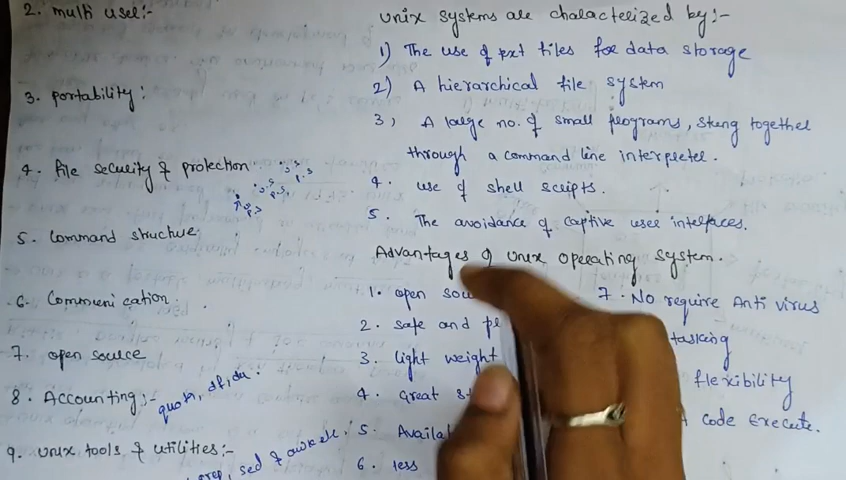 2. multi user:-
3. portability:
4. file security & protection
5. Command structure
6. Communication
7. open source
8. Accounting:-
quota, df, du.
9. Unix tools & utilities:-
grep, sed & awk etc.
Unix systems are characterized by:-
1) The use of text files for data storage
2) A hierarchical file system
3, A large no. of small programs, strung together
through a command line interpreter.
4. use of shell scripts.
5. The avoidance of captive user interfaces.
Advantages of Unix operating system.
1. open sou
2. safe and
3. light weight
4. great
5. Availa
6. less
7. No require Anti virus
tasking
flexibility
code Execute.